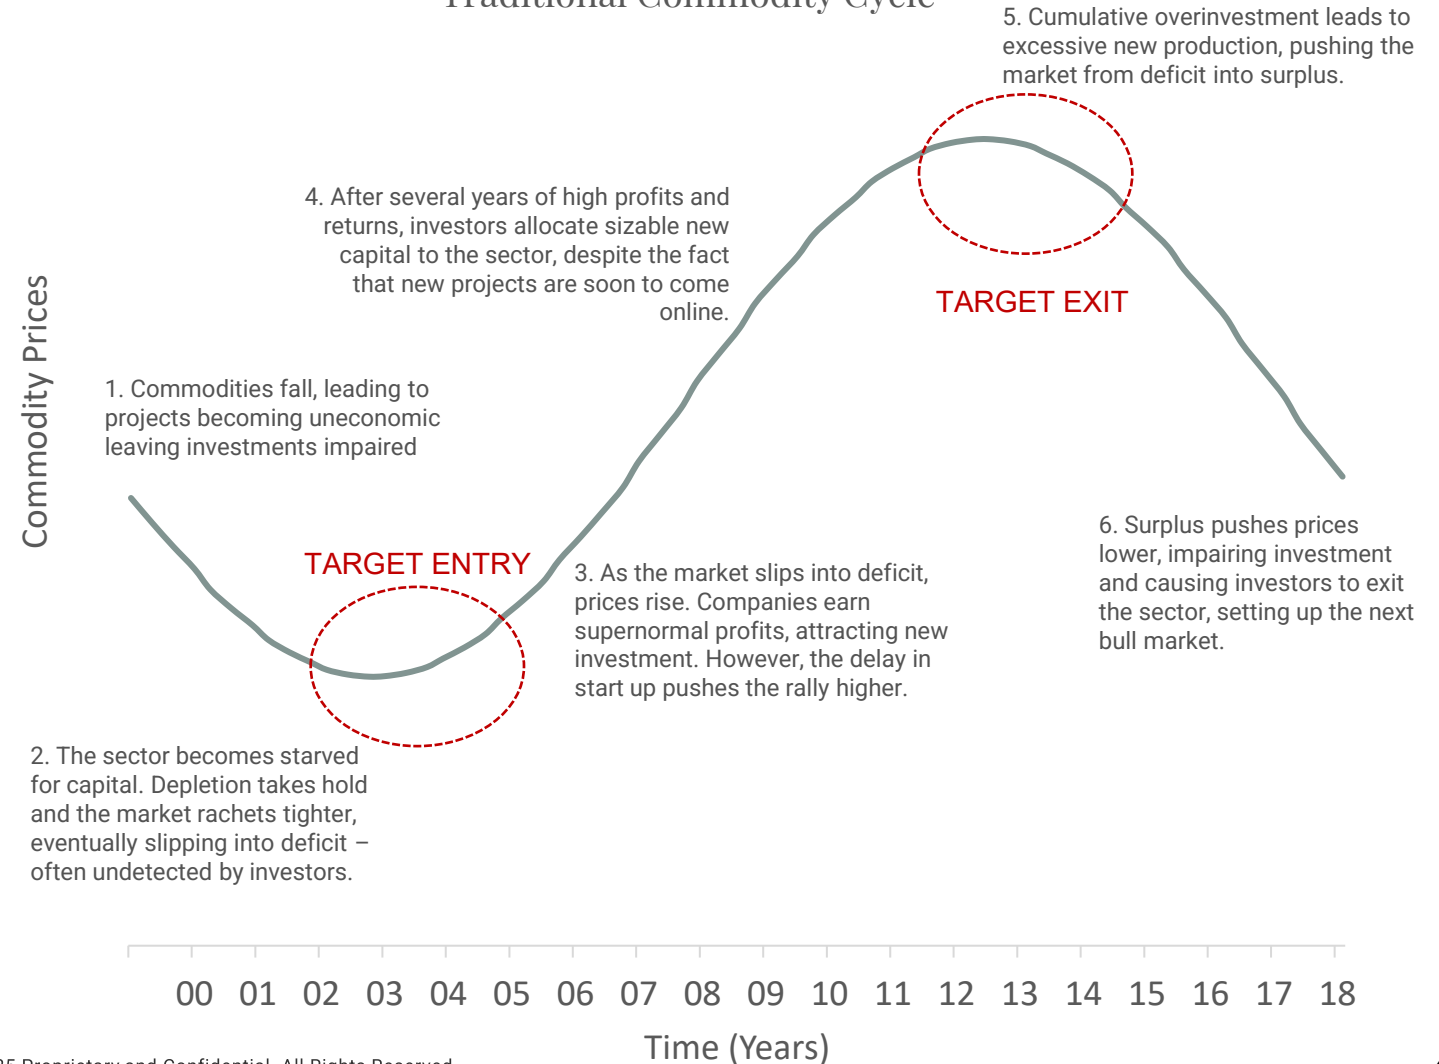 Traditional Commodity Cycle
5. Cumulative overinvestment leads to
excessive new production, pushing the
market from deficit into surplus.
4. After several years of high profits and
returns, investors allocate sizable new
capital to the sector, despite the fact
that new projects are soon to come
online.
TARGET EXIT
Commodity Prices
1. Commodities fall, leading to
projects becoming uneconomic
leaving investments impaired
TARGET ENTRY
3. As the market slips into deficit,
prices rise. Companies earn
supernormal profits, attracting new
investment. However, the delay in
start up pushes the rally higher.
6. Surplus pushes prices
lower, impairing investment
and causing investors to exit
the sector, setting up the next
bull market.
2. The sector becomes starved
for capital. Depletion takes hold
and the market rachets tighter,
eventually slipping into deficit –
often undetected by investors.
00 01 02 03 04 05 06 07 08 09 10 11 12 13 14 15 16 17 18
Time (Years)
Proprietary and Confidential. All Rights Reserved